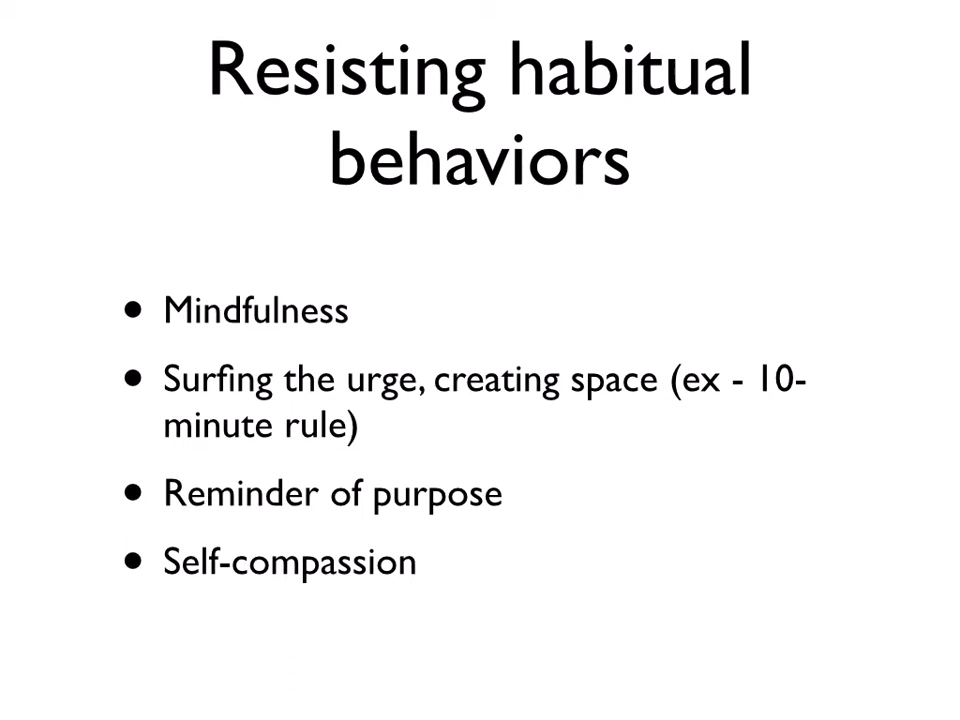 Resisting habitual
behaviors
• Mindfulness
• Surfing the urge, creating space (ex - 10-
minute rule)
• Reminder of purpose
• Self-compassion